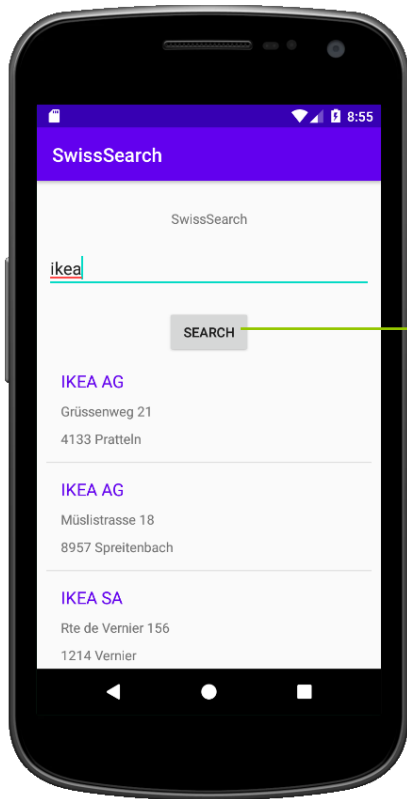 8:55
SwissSearch
SwissSearch
ikea
SEARCH
IKEA AG
Grüssenweg 21
4133 Pratteln
IKEA AG
Müslistrasse 18
8957 Spreitenbach
IKEA SA
Rte de Vernier 156
1214 Vernier